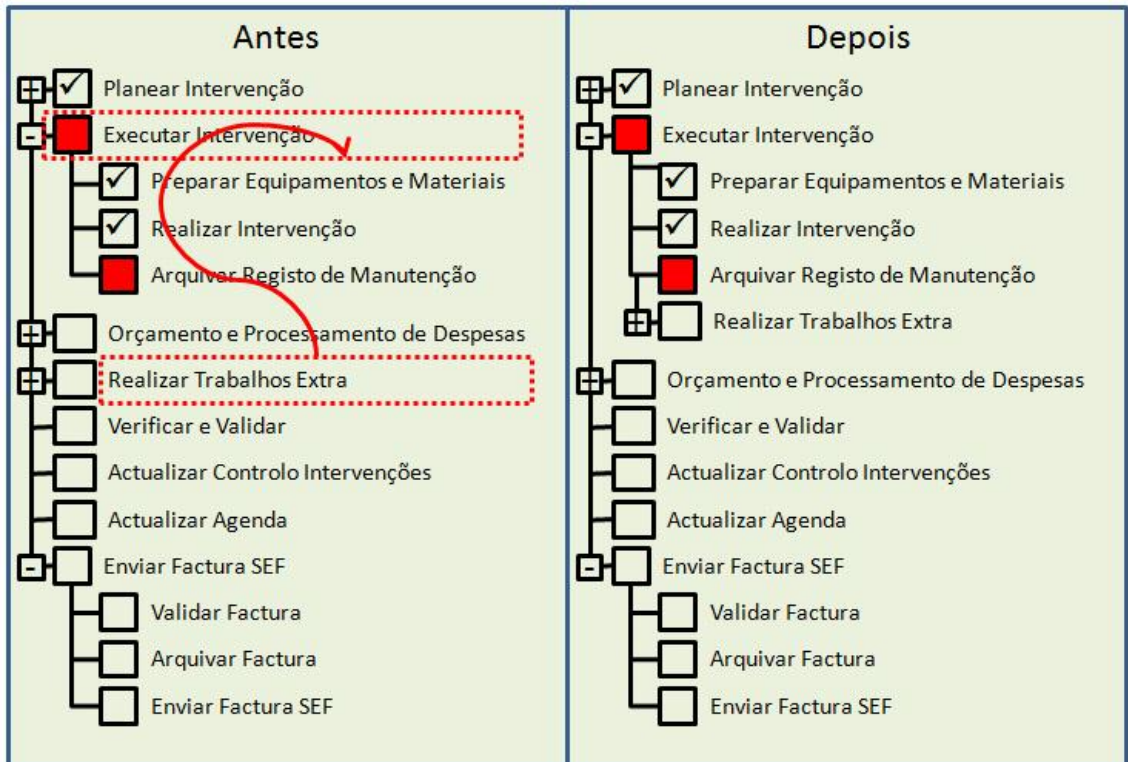 Antes
Planear Intervenção
Executar Intervenção
Preparar Equipamentos e Materiais
Realizar Intervenção
Arquivar Registo de Manutenção
Orçamento e Processamento de Despesas
Realizar Trabalhos Extra
Verificar e Validar
Actualizar Controlo Intervenções
Actualizar Agenda
Enviar Factura SEF
Validar Factura
Arquivar Factura
Enviar Factura SEF
Depois
Planear Intervenção
Executar Intervenção
Preparar Equipamentos e Materiais
Realizar Intervenção
Arquivar Registo de Manutenção
Realizar Trabalhos Extra
Orçamento e Processamento de Despesas
Verificar e Validar
Actualizar Controlo Intervenções
Actualizar Agenda
Enviar Factura SEF
Validar Factura
Arquivar Factura
Enviar Factura SEF